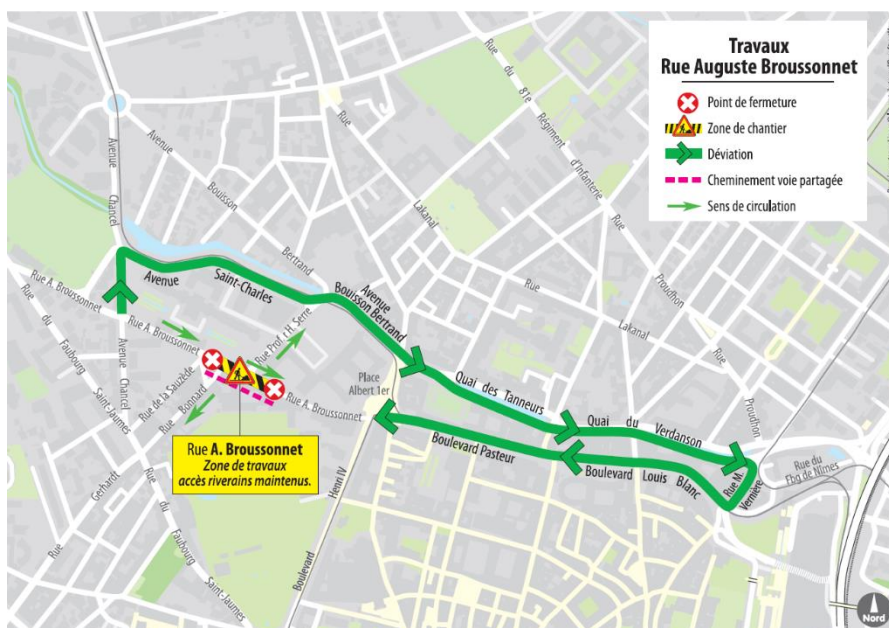 Travaux
Rue Auguste Broussonnet
Point de fermeture
Zone de chantier
Déviation
Cheminement voie partagée
Sens de circulation
Rue du 81e Régiment d'Infanterie
Rue Proudhon
Avenue Chancel
Avenue Bouisson Bertrand
Rue Lakanal
Rue Lakanal
Avenue Saint-Charles
Avenue
Bouisson Bertrand
Rue A. Broussonnet
Rue A. Broussonnet
Rue Prof.
H. Serre
Rue du Faubourg Saint-Jaumes
Avenue Chancel
Rue de la Sauzède
Rue Bonnard
Rue A. Broussonnet
Place
Albert 1er
Quai des Tanneurs
Quai du Verdanson
Proudhon
Boulevard Pasteur
Boulevard Louis Blanc
Rue M.
Vernière
Rue du
Fbg de Nîmes
Rue A. Broussonnet
Zone de travaux
accès riverains maintenus.
Rue Gerhardt
Rue du Faubourg Saint-Jaumes
Boulevard Henri IV
Nord